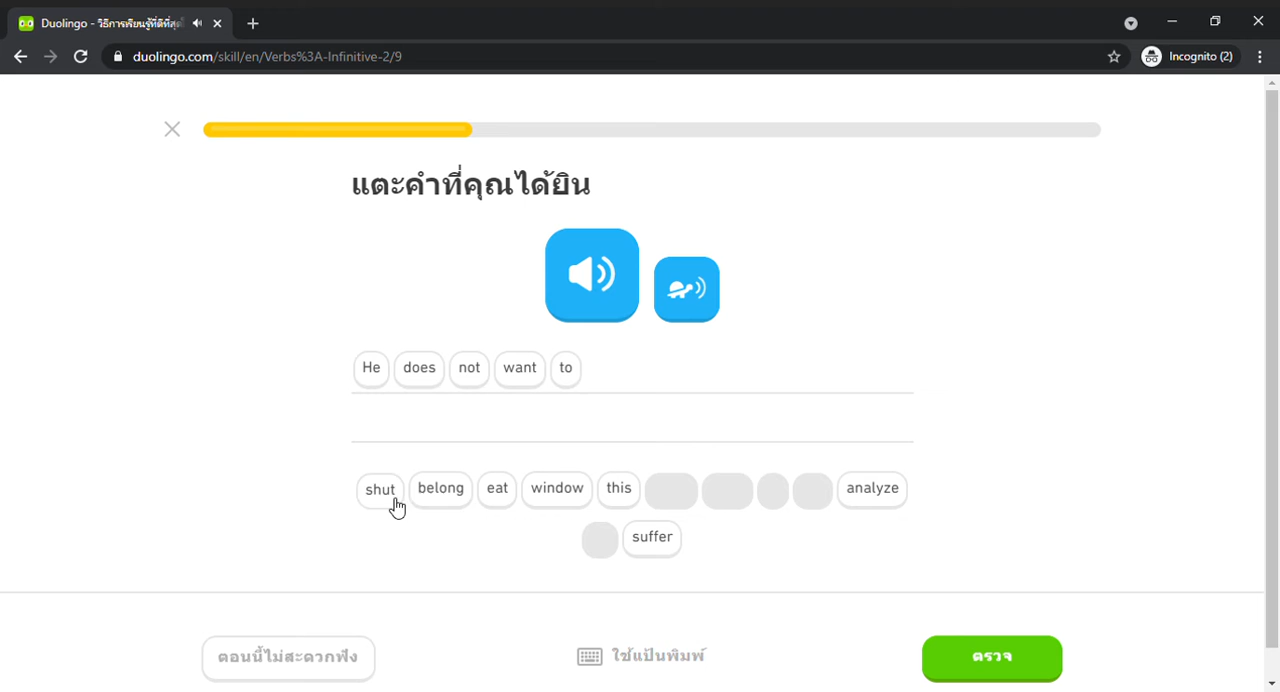 Duolingo - วิธีการเรียนรู้ที่ดีที่สุด
duolingo.com/skill/en/Verbs%3A-Infinitive-2/9
Incognito (2)
แตะคำที่คุณได้ยิน
He does not want to
shut belong eat window this analyze
suffer
ตอนนี้ไม่สะดวกฟัง
ใช้แป้นพิมพ์
ตรวจ